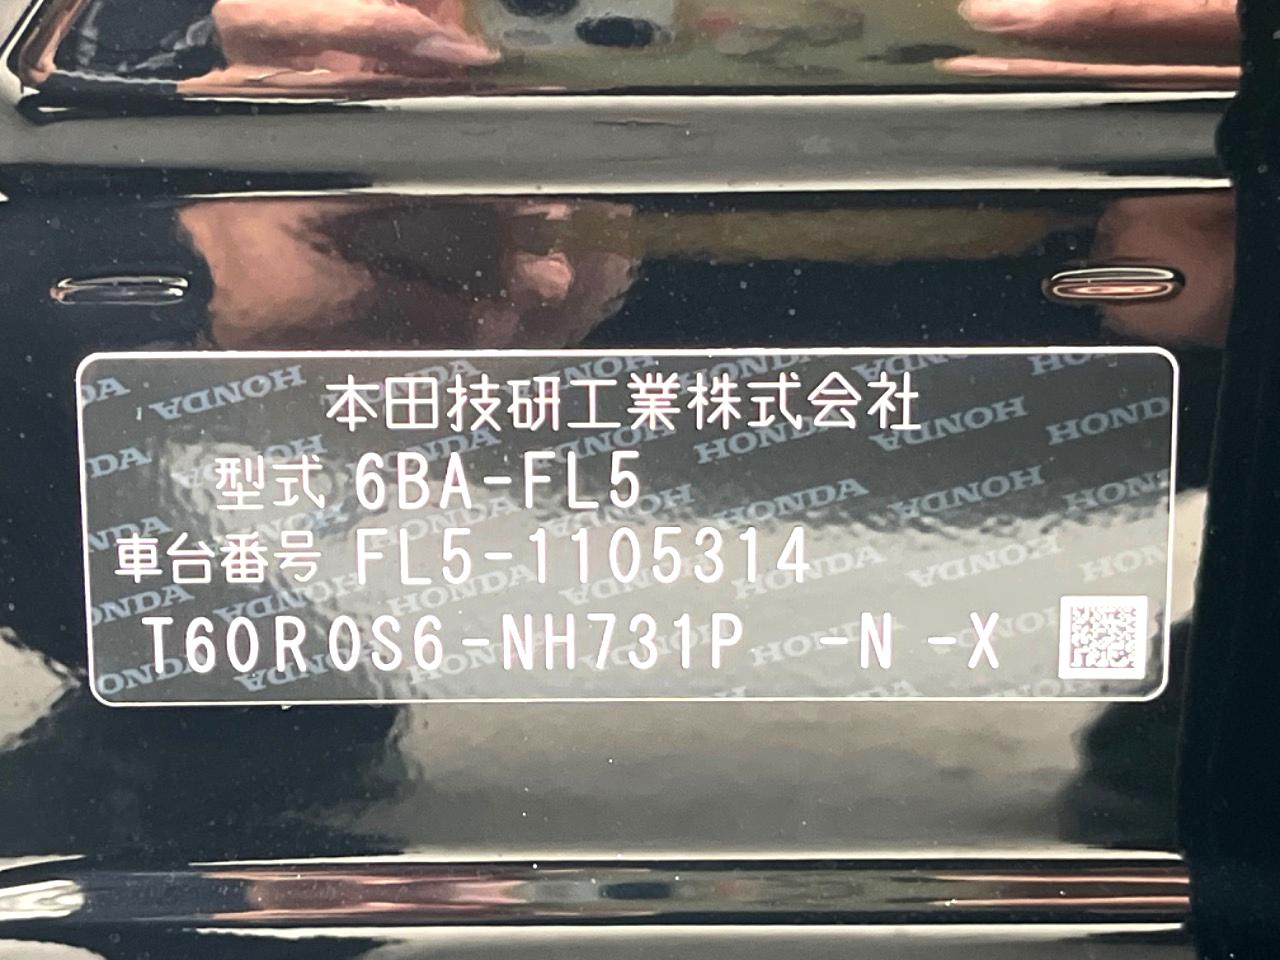 本田技研工業株式会社
型式 6BA-FL5
車台番号 FL5-1105314
T60R0S6-NH731P -N -X